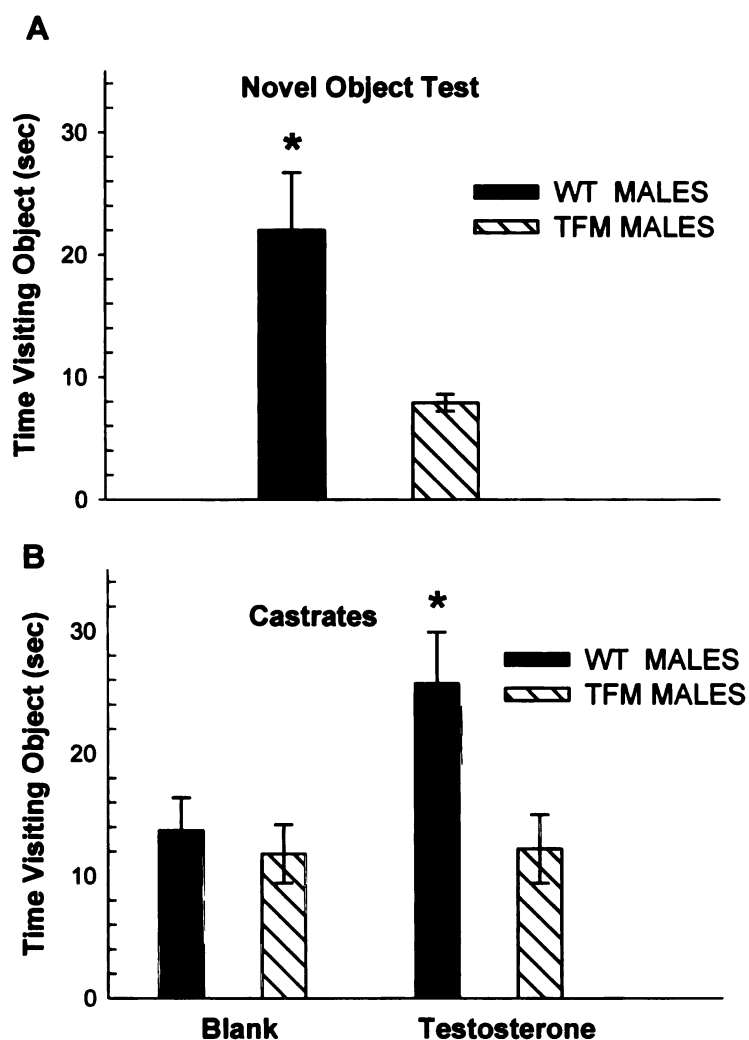 A
Novel Object Test
Time Visiting Object (sec)
30
20
10
0
*
WT MALES
TFM MALES
B
Castrates
Time Visiting Object (sec)
30
20
10
0
*
WT MALES
TFM MALES
Blank
Testosterone